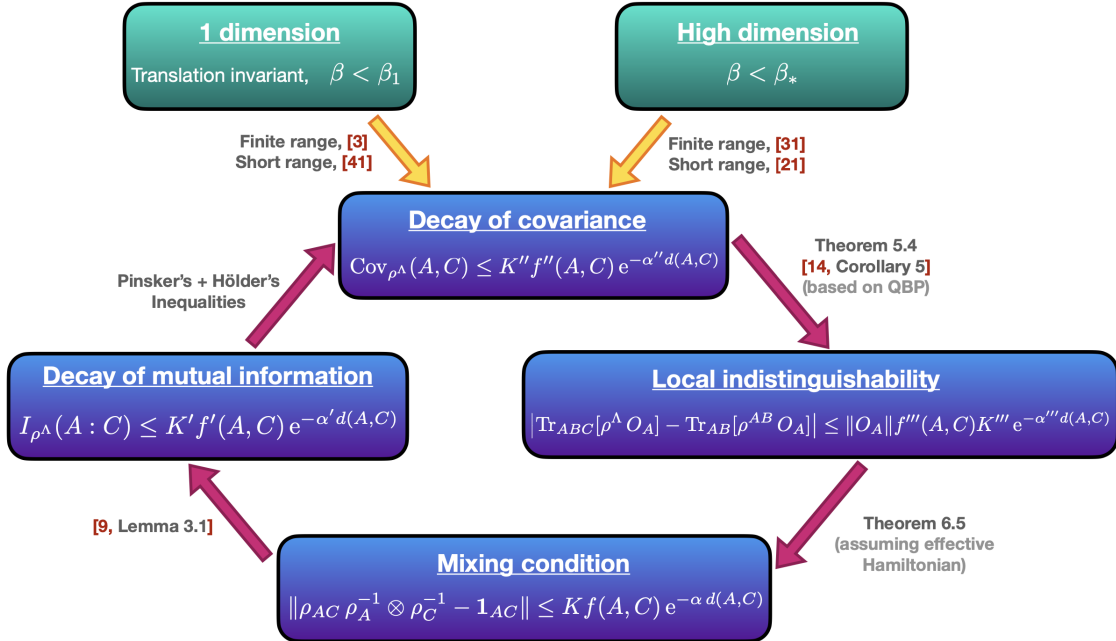 1 dimension
Translation invariant, β < β₁
High dimension
β < β_*
Finite range, [3]
Short range, [41]
Finite range, [31]
Short range, [21]
Decay of covariance
Cov_{ρ^Λ}(A, C) ≤ K'' f''(A, C) e^{−α'' d(A,C)}
Pinsker's + Hölder's
Inequalities
Theorem 5.4
[14, Corollary 5]
(based on QBP)
Decay of mutual information
I_{ρ^Λ}(A : C) ≤ K' f'(A, C) e^{−α' d(A,C)}
Local indistinguishability
|Tr_{ABC}[ρ^Λ O_A] − Tr_{AB}[ρ^{AB} O_A]| ≤ ‖O_A‖ f'''(A, C) K''' e^{−α''' d(A,C)}
[9, Lemma 3.1]
Theorem 6.5
(assuming effective
Hamiltonian)
Mixing condition
‖ρ_{AC} ρ_A^{−1} ⊗ ρ_C^{−1} − 1_{AC}‖ ≤ K f(A, C) e^{−α d(A,C)}